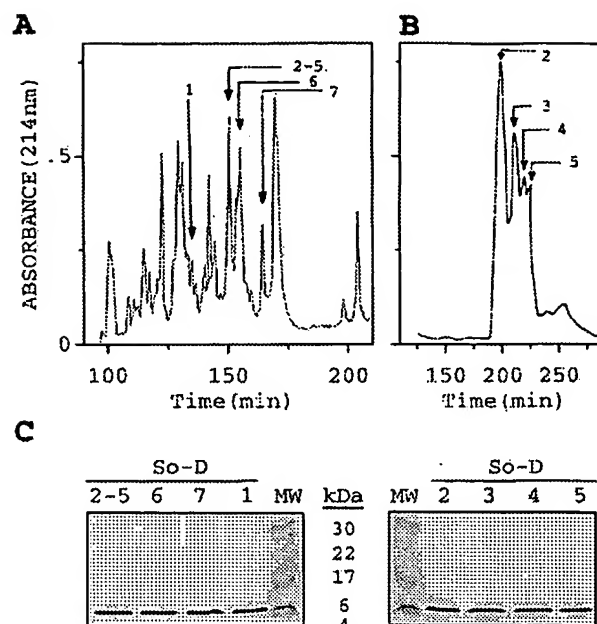 A
B
ABSORBANCE(214nm)
.5
0
1
2-5.
6
7
2
3
4
5
100 150 200
Time(min)
150 200 250
Time(min)
C
So-D
2-5 6 7 1 MW
kDa
30
22
17
6
4
So-D
MW 2 3 4 5